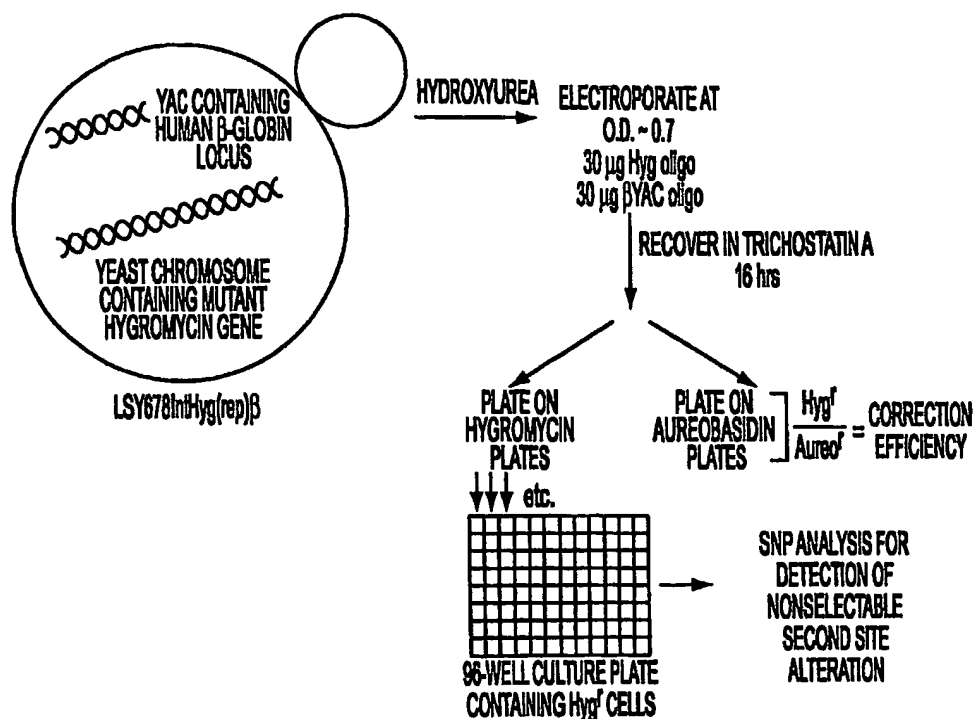 YAC CONTAINING
HUMAN β-GLOBIN
LOCUS
YEAST CHROMOSOME
CONTAINING MUTANT
HYGROMYCIN GENE
LSY678IntHyg(rep)β
HYDROXYUREA
ELECTROPORATE AT
O.D. ~ 0.7
30 µg Hyg oligo
30 µg βYAC oligo
RECOVER IN TRICHOSTATIN A
16 hrs
PLATE ON
HYGROMYCIN
PLATES
PLATE ON
AUREOBASIDIN
PLATES
Hygʳ
Aureoʳ
= CORRECTION
EFFICIENCY
etc.
96-WELL CULTURE PLATE
CONTAINING Hygʳ CELLS
SNP ANALYSIS FOR
DETECTION OF
NONSELECTABLE
SECOND SITE
ALTERATION